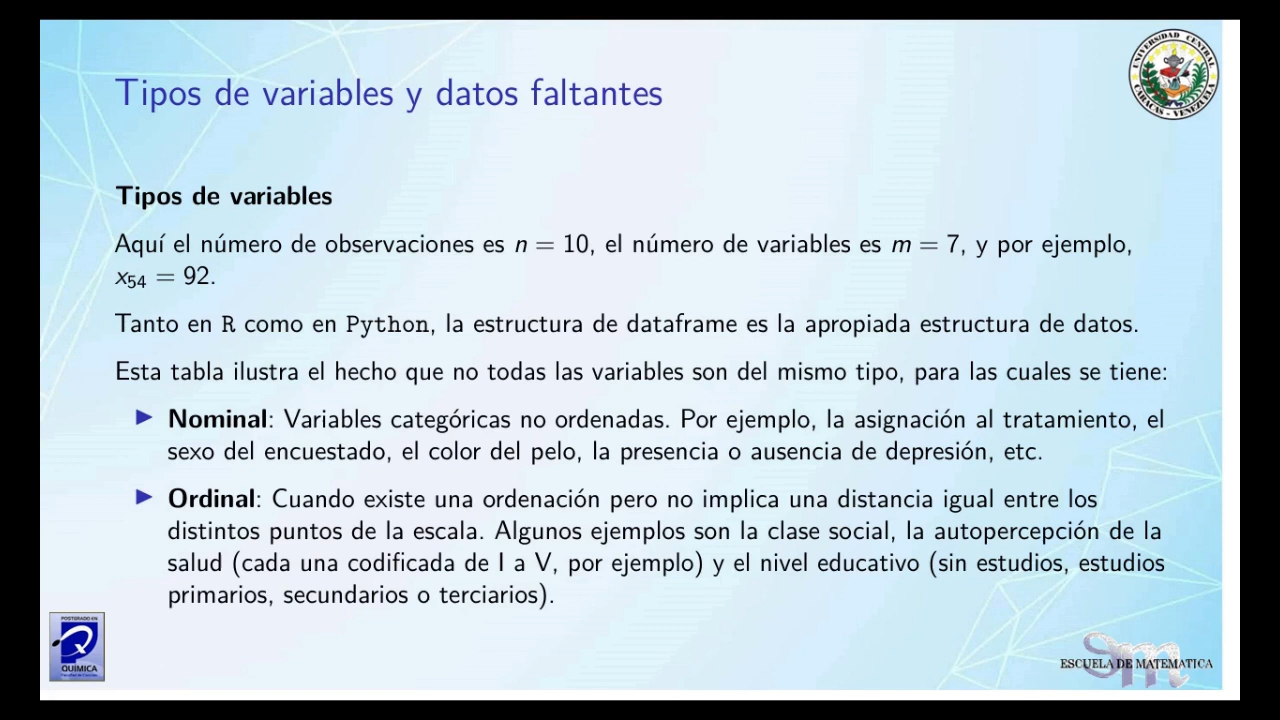 Tipos de variables y datos faltantes
UNIVERSIDAD CENTRAL
CARACAS - VENEZUELA
Tipos de variables
Aquí el número de observaciones es n = 10, el número de variables es m = 7, y por ejemplo,
x54 = 92.
Tanto en R como en Python, la estructura de dataframe es la apropiada estructura de datos.
Esta tabla ilustra el hecho que no todas las variables son del mismo tipo, para las cuales se tiene:
Nominal: Variables categóricas no ordenadas. Por ejemplo, la asignación al tratamiento, el
sexo del encuestado, el color del pelo, la presencia o ausencia de depresión, etc.
Ordinal: Cuando existe una ordenación pero no implica una distancia igual entre los
distintos puntos de la escala. Algunos ejemplos son la clase social, la autopercepción de la
salud (cada una codificada de I a V, por ejemplo) y el nivel educativo (sin estudios, estudios
primarios, secundarios o terciarios).
POSTGRADO EN
QUÍMICA
ESCUELA DE MATEMATICA